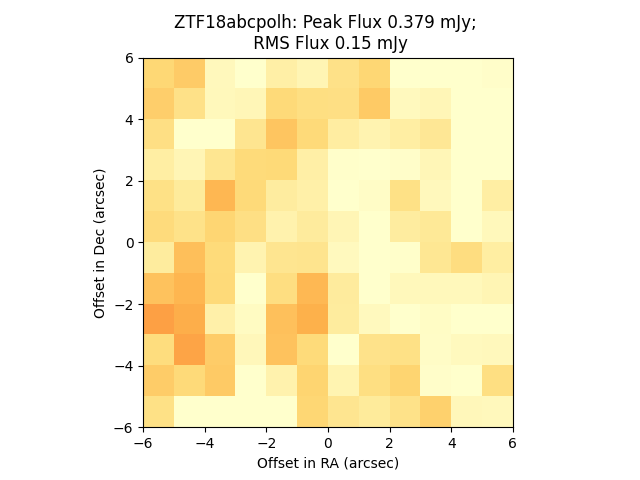 ZTF18abcpolh: Peak Flux 0.379 mJy;
RMS Flux 0.15 mJy
Offset in Dec (arcsec)
6
4
2
0
−2
−4
−6
−6 −4 −2 0 2 4 6
Offset in RA (arcsec)